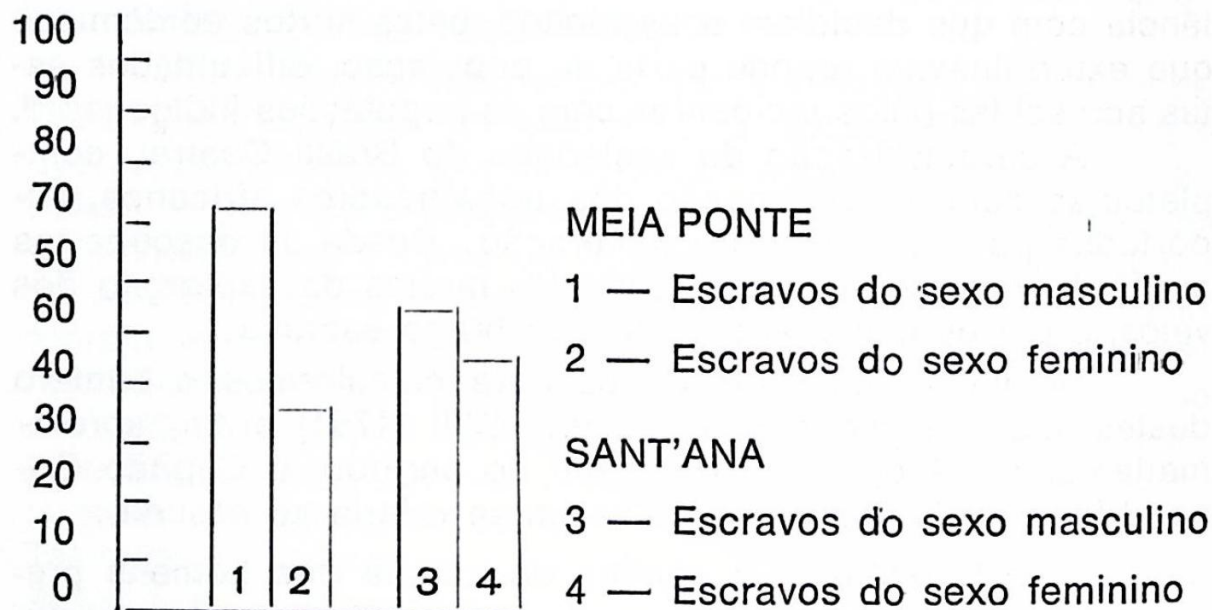 100
90
80
70
50
60
40
30
20
10
0
1 2 3 4
MEIA PONTE
1 — Escravos do sexo masculino
2 — Escravos do sexo feminino
SANT'ANA
3 — Escravos do sexo masculino
4 — Escravos do sexo feminino